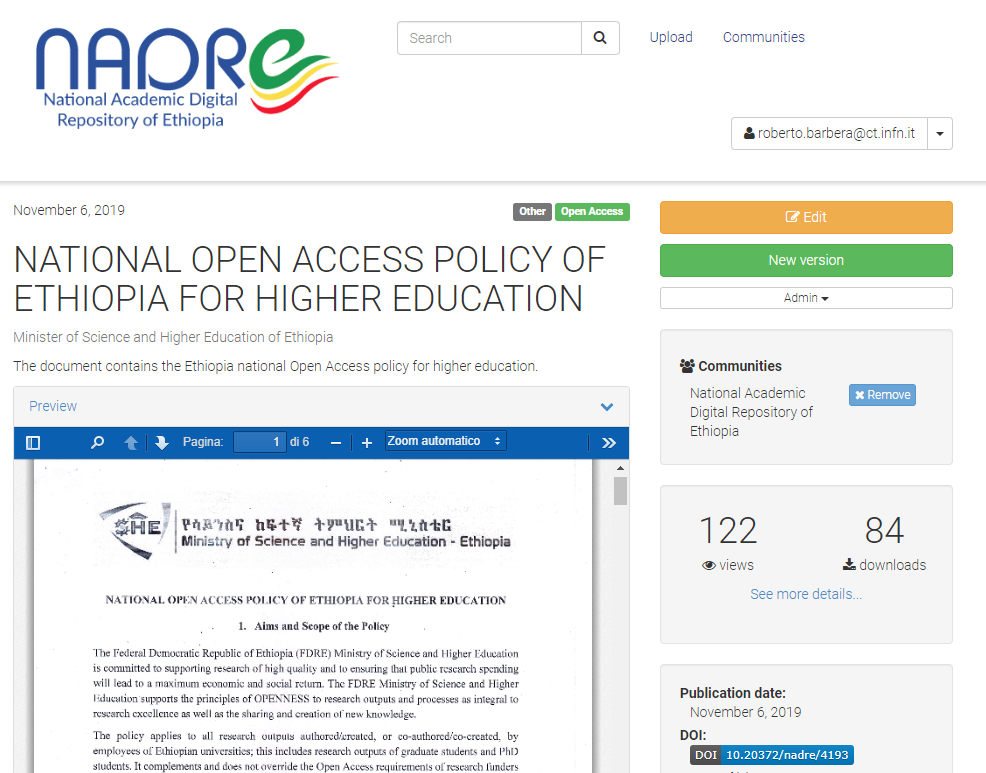 NADRe
National Academic Digital
Repository of Ethiopia
Search
Upload
Communities
roberto.barbera@ct.infn.it
November 6, 2019
Other
Open Access
NATIONAL OPEN ACCESS POLICY OF
ETHIOPIA FOR HIGHER EDUCATION
Minister of Science and Higher Education of Ethiopia
The document contains the Ethiopia national Open Access policy for higher education.
Preview
Pagina: 1 di 6
Zoom automatico
SHE
የሳይንስና ከፍተኛ ትምህርት ሚኒስቴር
Ministry of Science and Higher Education - Ethiopia
NATIONAL OPEN ACCESS POLICY OF ETHIOPIA FOR HIGHER EDUCATION
1. Aims and Scope of the Policy
The Federal Democratic Republic of Ethiopia (FDRE) Ministry of Science and Higher Education
is committed to supporting research of high quality and to ensuring that public research spending
will lead to a maximum economic and social return. The FDRE Ministry of Science and Higher
Education supports the principles of OPENNESS to research outputs and processes as integral to
research excellence as well as the sharing and creation of new knowledge.
The policy applies to all research outputs authored/created, or co-authored/co-created, by
employees of Ethiopian universities; this includes research outputs of graduate students and PhD
students. It complements and does not override the Open Access requirements of research funders
Edit
New version
Admin
Communities
National Academic
Digital Repository of
Ethiopia
Remove
122
views
84
downloads
See more details...
Publication date:
November 6, 2019
DOI:
DOI 10.20372/nadre/4193